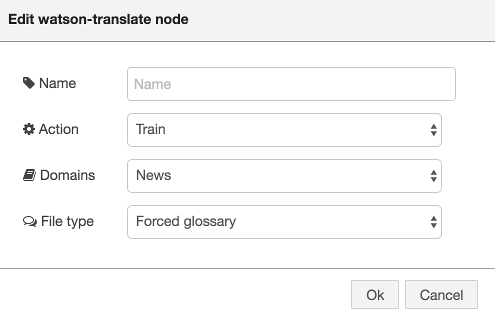 Edit watson-translate node
Name Name
Action Train
Domains News
File type Forced glossary
Ok Cancel